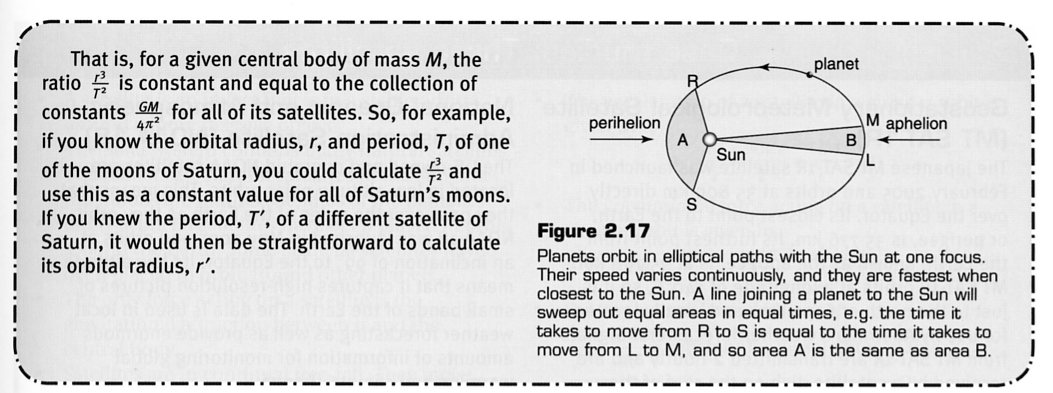 That is, for a given central body of mass M, the
ratio r³/T² is constant and equal to the collection of
constants GM/4π² for all of its satellites. So, for example,
if you know the orbital radius, r, and period, T, of one
of the moons of Saturn, you could calculate r³/T² and
use this as a constant value for all of Saturn's moons.
If you knew the period, T′, of a different satellite of
Saturn, it would then be straightforward to calculate
its orbital radius, r′.
planet
R
perihelion
A
Sun
B
M
aphelion
L
S
Figure 2.17
Planets orbit in elliptical paths with the Sun at one focus.
Their speed varies continuously, and they are fastest when
closest to the Sun. A line joining a planet to the Sun will
sweep out equal areas in equal times, e.g. the time it
takes to move from R to S is equal to the time it takes to
move from L to M, and so area A is the same as area B.